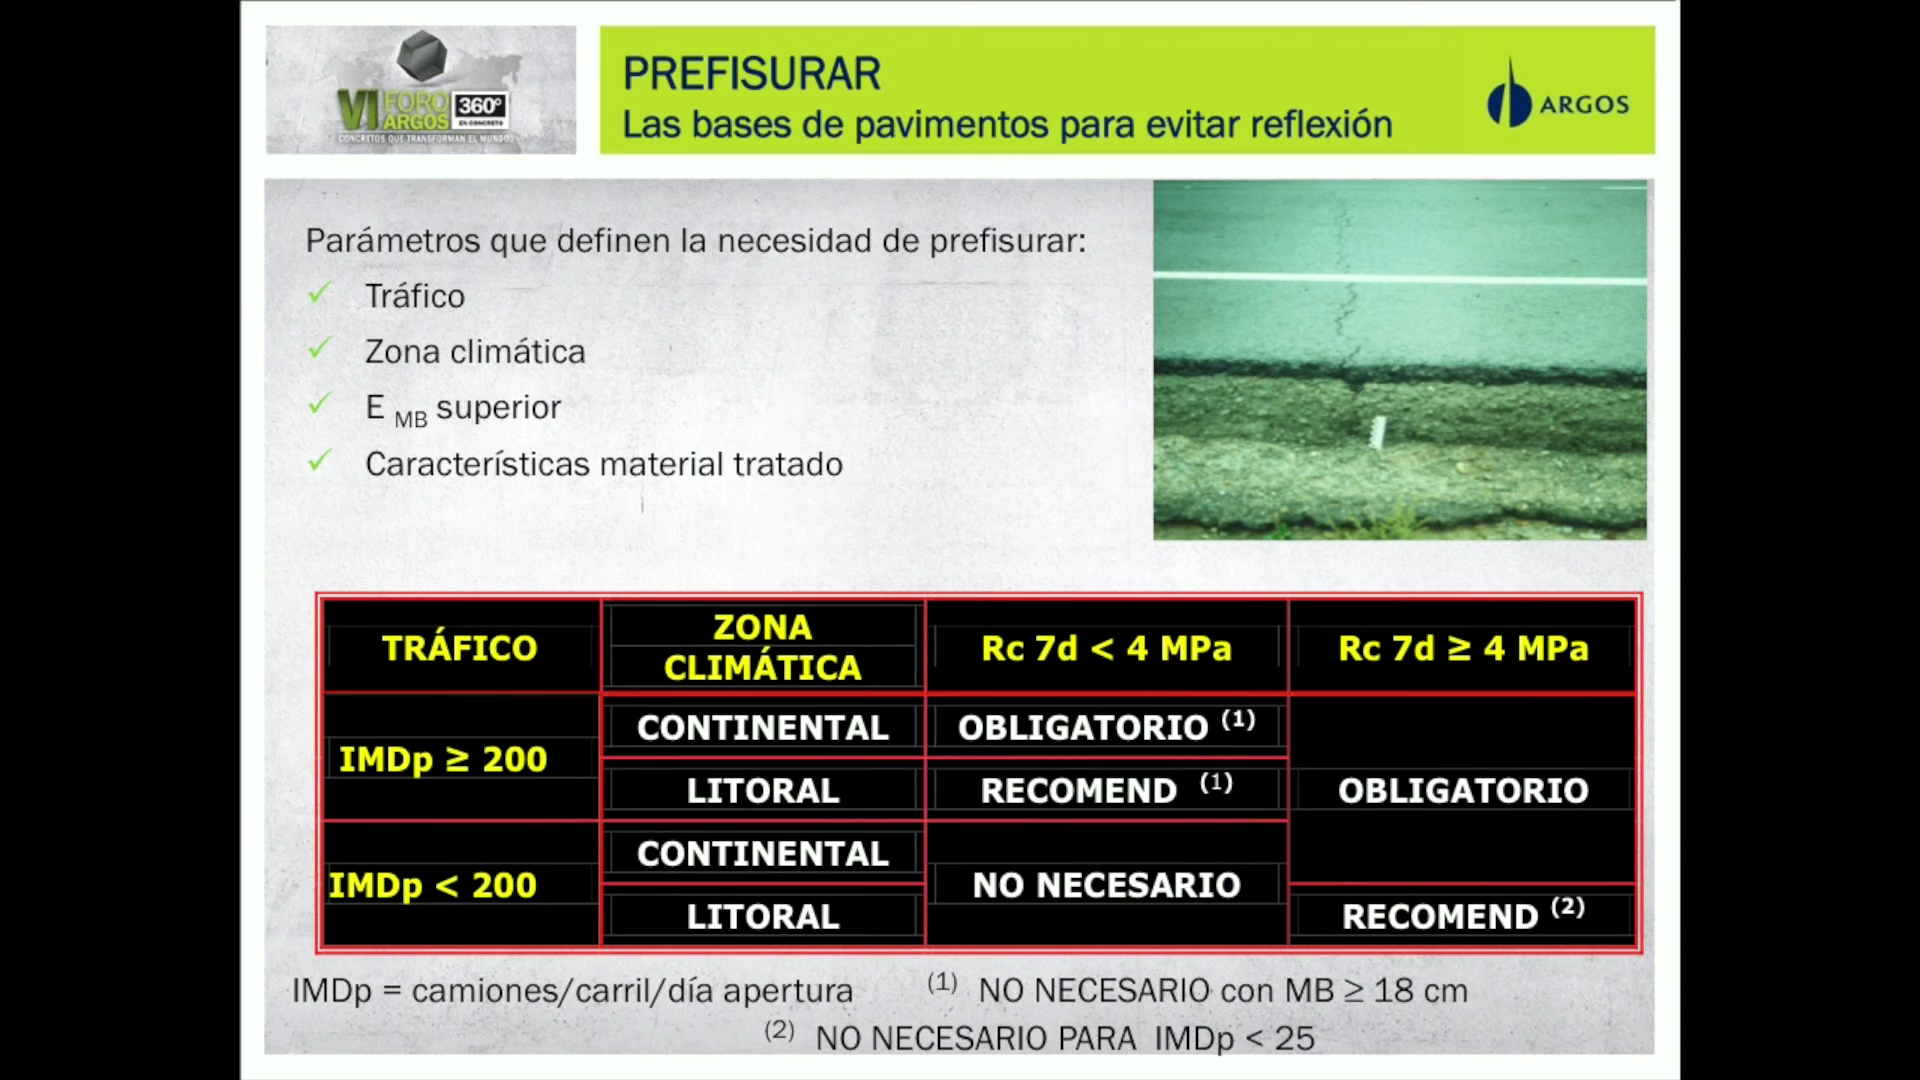 VI FORO ARGOS 360°
EN CONCRETO
CONCRETOS QUE TRANSFORMAN EL MUNDO
PREFISURAR
Las bases de pavimentos para evitar reflexión
ARGOS
Parámetros que definen la necesidad de prefisurar:
✓ Tráfico
✓ Zona climática
✓ E MB superior
✓ Características material tratado
TRÁFICO
ZONA
CLIMÁTICA
Rc 7d < 4 MPa
Rc 7d ≥ 4 MPa
IMDp ≥ 200
CONTINENTAL
OBLIGATORIO (1)
LITORAL
RECOMEND (1)
OBLIGATORIO
IMDp < 200
CONTINENTAL
NO NECESARIO
LITORAL
RECOMEND (2)
IMDp = camiones/carril/día apertura
(1) NO NECESARIO con MB ≥ 18 cm
(2) NO NECESARIO PARA IMDp < 25